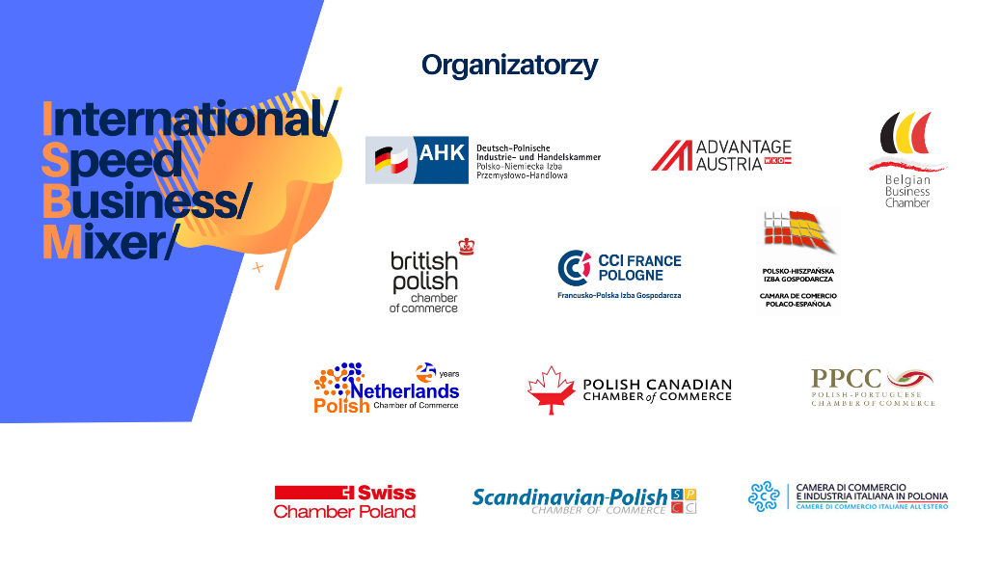 Organizatorzy
International/
Speed
Business/
Mixer/
AHK
Deutsch-Polnische
Industrie- und Handelskammer
Polsko-Niemiecka Izba
Przemysłowo-Handlowa
ADVANTAGE
AUSTRIA WKO
Belgian
Business
Chamber
british
polish
chamber
of commerce
CCI FRANCE
POLOGNE
Francusko-Polska Izba Gospodarcza
POLSKO-HISZPAŃSKA
IZBA GOSPODARCZA
CAMARA DE COMERCIO
POLACO-ESPAÑOLA
25 years
Netherlands
Polish Chamber of Commerce
POLISH CANADIAN
CHAMBER of COMMERCE
PPCC
POLISH-PORTUGUESE
CHAMBER OF COMMERCE
Swiss
Chamber Poland
Scandinavian-Polish
CHAMBER OF COMMERCE
S P
C C
CAMERA DI COMMERCIO
E INDUSTRIA ITALIANA IN POLONIA
CAMERE DI COMMERCIO ITALIANE ALL'ESTERO